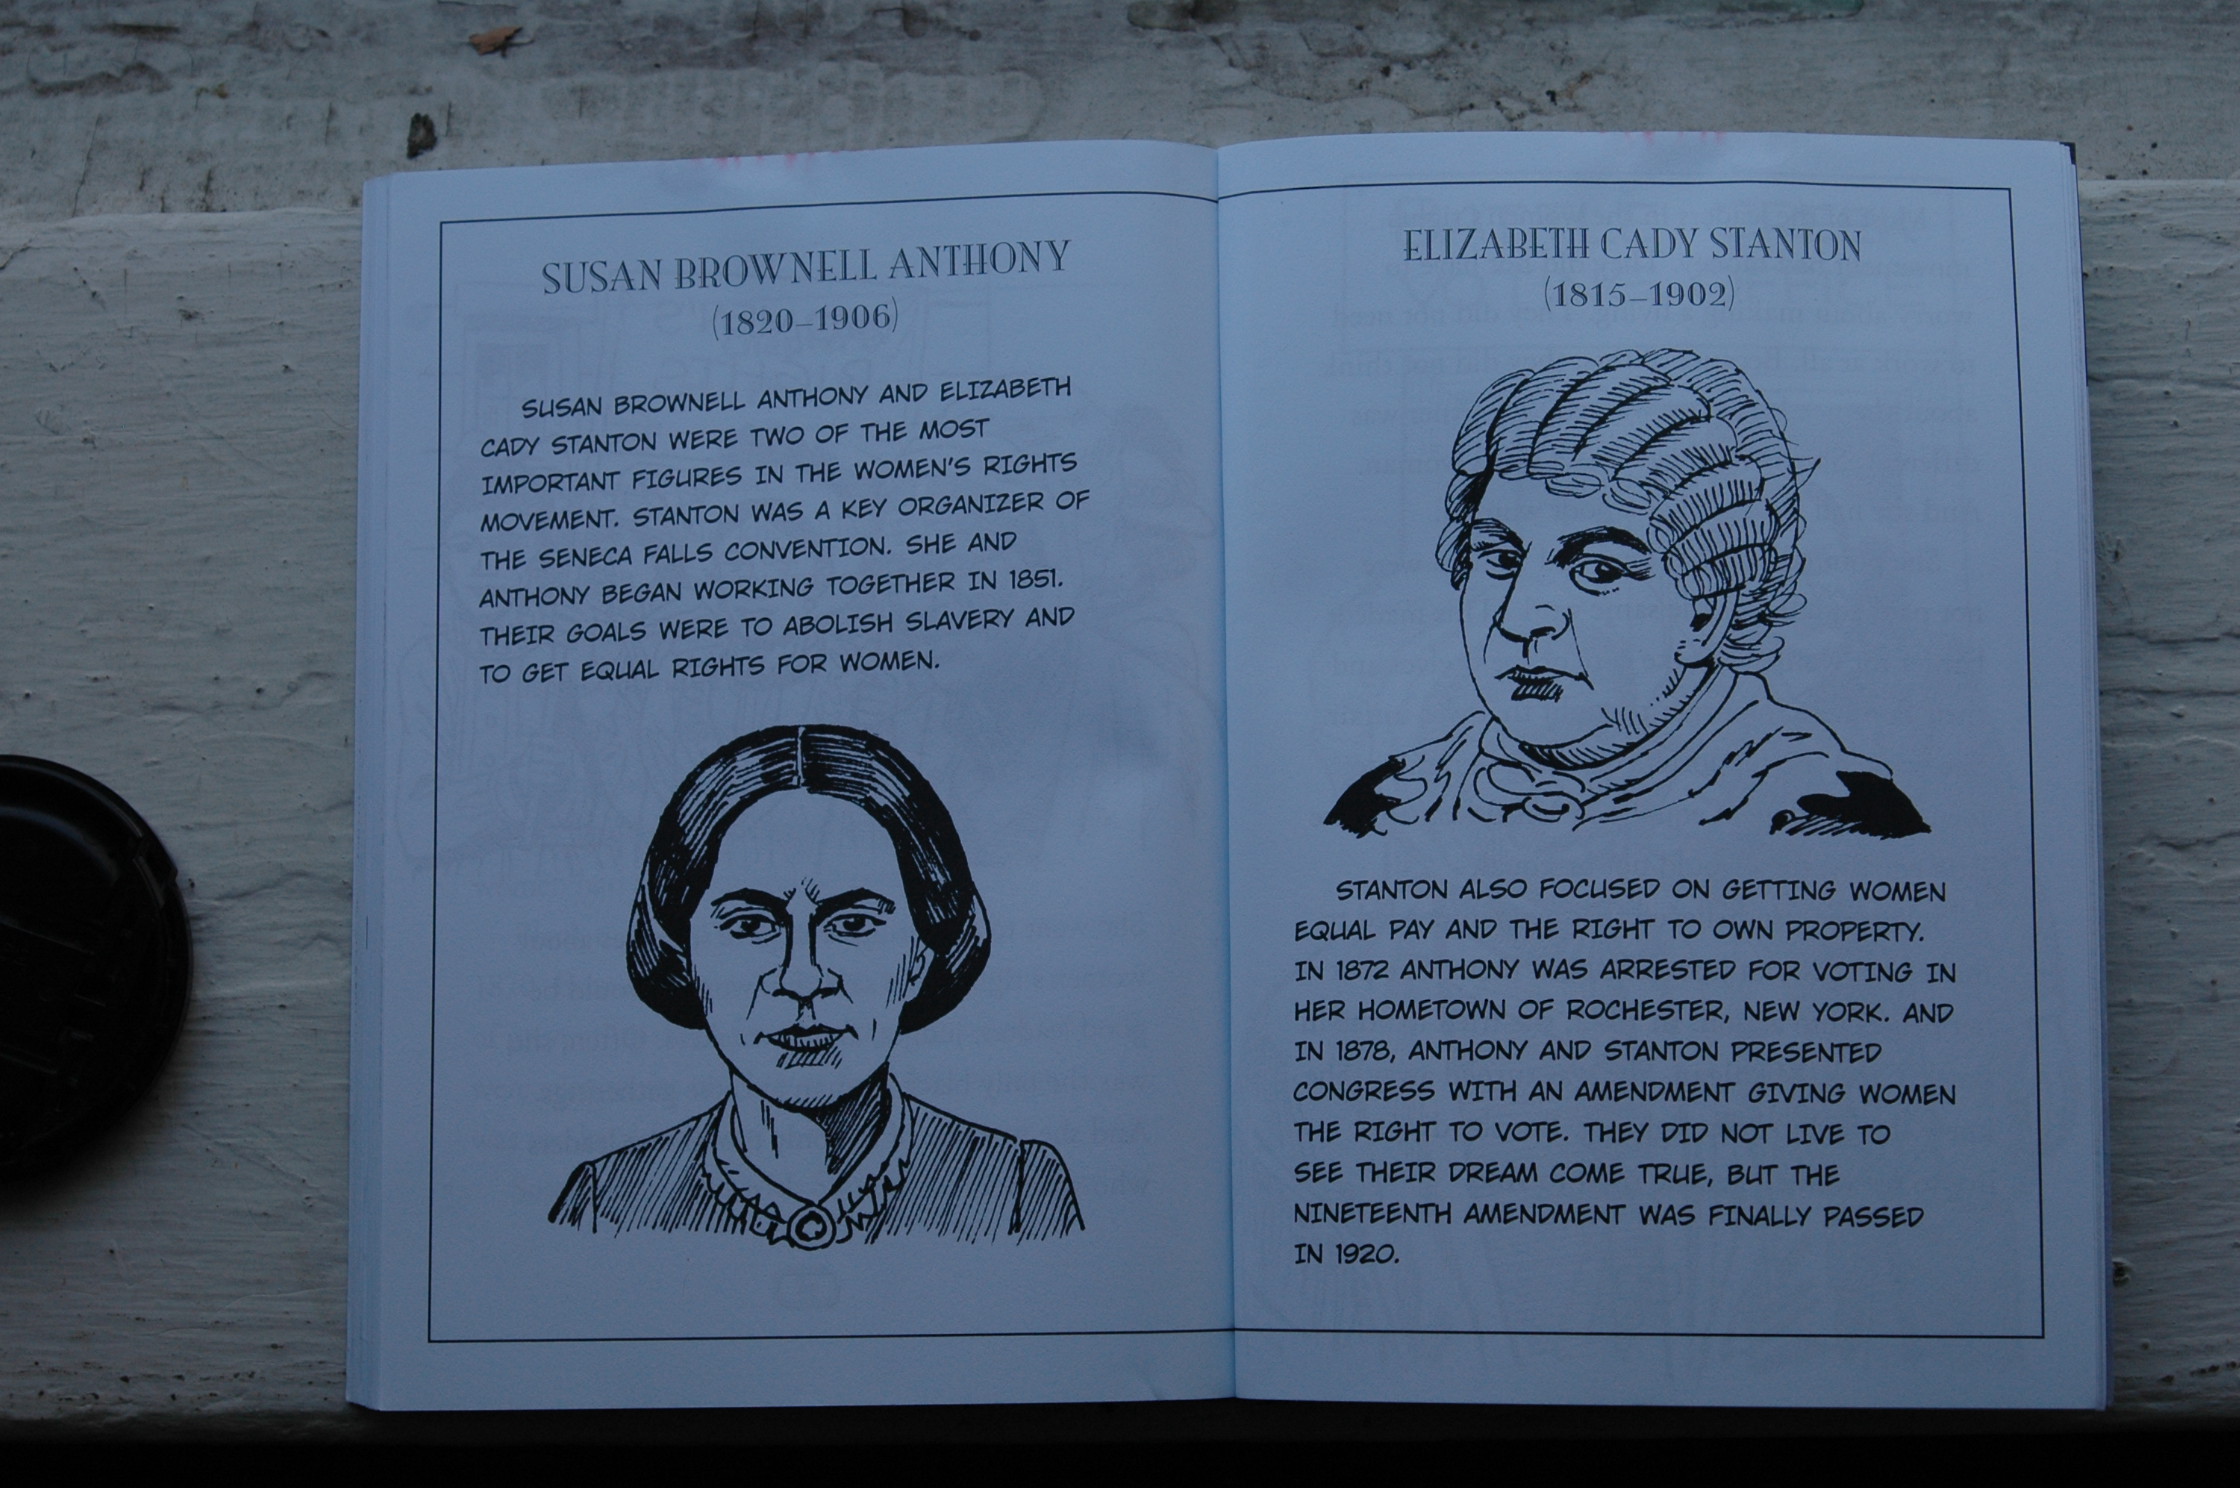 SUSAN BROWNELL ANTHONY
(1820–1906)
SUSAN BROWNELL ANTHONY AND ELIZABETH
CADY STANTON WERE TWO OF THE MOST
IMPORTANT FIGURES IN THE WOMEN'S RIGHTS
MOVEMENT. STANTON WAS A KEY ORGANIZER OF
THE SENECA FALLS CONVENTION. SHE AND
ANTHONY BEGAN WORKING TOGETHER IN 1851.
THEIR GOALS WERE TO ABOLISH SLAVERY AND
TO GET EQUAL RIGHTS FOR WOMEN.
ELIZABETH CADY STANTON
(1815–1902)
STANTON ALSO FOCUSED ON GETTING WOMEN
EQUAL PAY AND THE RIGHT TO OWN PROPERTY.
IN 1872 ANTHONY WAS ARRESTED FOR VOTING IN
HER HOMETOWN OF ROCHESTER, NEW YORK. AND
IN 1878, ANTHONY AND STANTON PRESENTED
CONGRESS WITH AN AMENDMENT GIVING WOMEN
THE RIGHT TO VOTE. THEY DID NOT LIVE TO
SEE THEIR DREAM COME TRUE, BUT THE
NINETEENTH AMENDMENT WAS FINALLY PASSED
IN 1920.